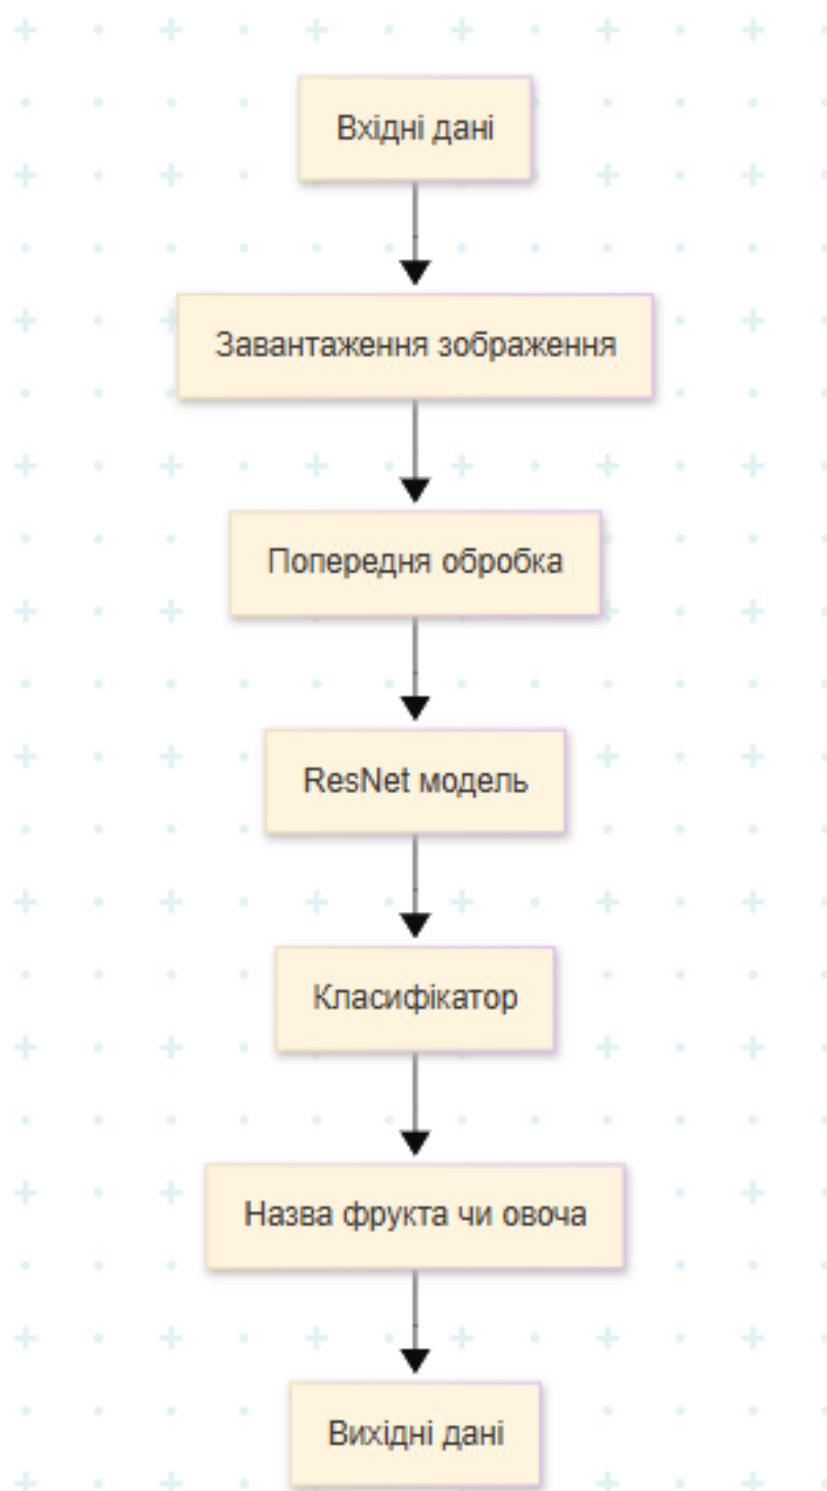 Вхідні дані
Завантаження зображення
Попередня обробка
ResNet модель
Класифікатор
Назва фрукта чи овоча
Вихідні дані